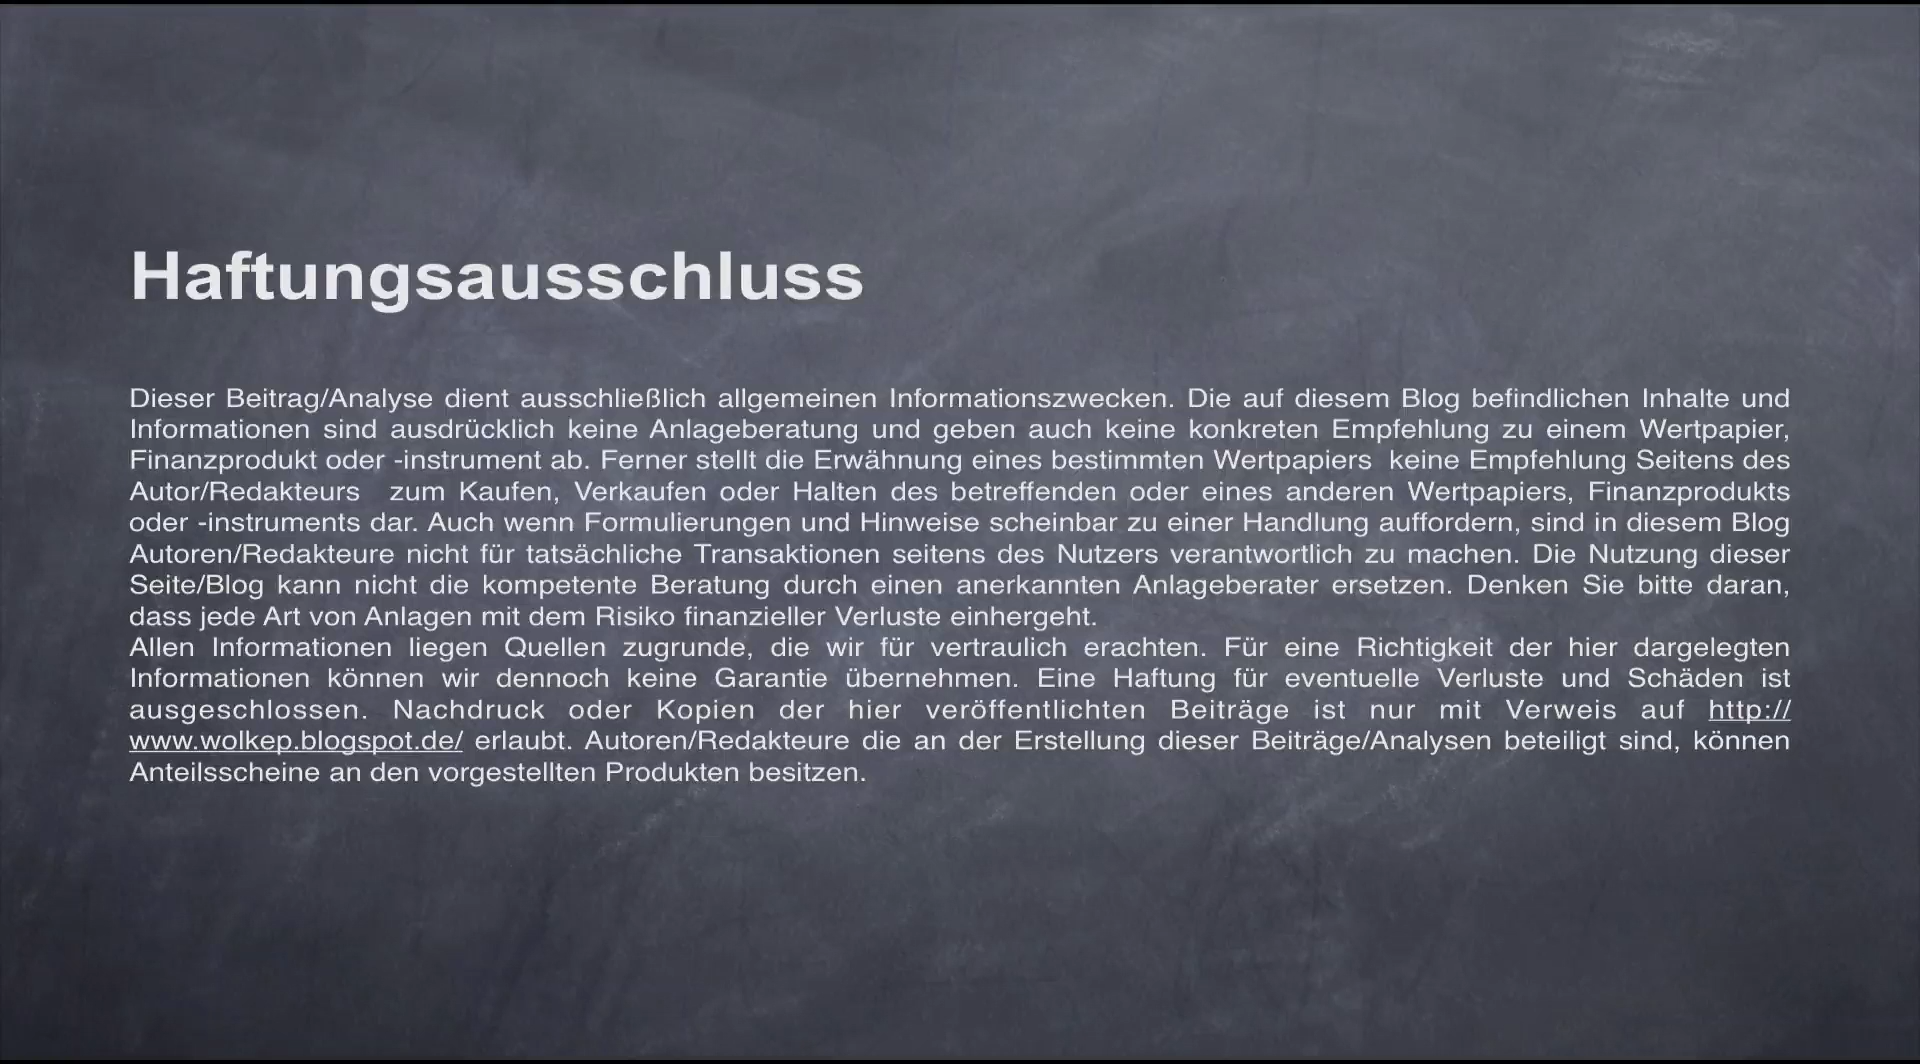 Haftungsausschluss
Dieser Beitrag/Analyse dient ausschließlich allgemeinen Informationszwecken. Die auf diesem Blog befindlichen Inhalte und
Informationen sind ausdrücklich keine Anlageberatung und geben auch keine konkreten Empfehlung zu einem Wertpapier,
Finanzprodukt oder -instrument ab. Ferner stellt die Erwähnung eines bestimmten Wertpapiers keine Empfehlung Seitens des
Autor/Redakteurs zum Kaufen, Verkaufen oder Halten des betreffenden oder eines anderen Wertpapiers, Finanzprodukts
oder -instruments dar. Auch wenn Formulierungen und Hinweise scheinbar zu einer Handlung auffordern, sind in diesem Blog
Autoren/Redakteure nicht für tatsächliche Transaktionen seitens des Nutzers verantwortlich zu machen. Die Nutzung dieser
Seite/Blog kann nicht die kompetente Beratung durch einen anerkannten Anlageberater ersetzen. Denken Sie bitte daran,
dass jede Art von Anlagen mit dem Risiko finanzieller Verluste einhergeht.
Allen Informationen liegen Quellen zugrunde, die wir für vertraulich erachten. Für eine Richtigkeit der hier dargelegten
Informationen können wir dennoch keine Garantie übernehmen. Eine Haftung für eventuelle Verluste und Schäden ist
ausgeschlossen. Nachdruck oder Kopien der hier veröffentlichten Beiträge ist nur mit Verweis auf http://
www.wolkep.blogspot.de/ erlaubt. Autoren/Redakteure die an der Erstellung dieser Beiträge/Analysen beteiligt sind, können
Anteilsscheine an den vorgestellten Produkten besitzen.